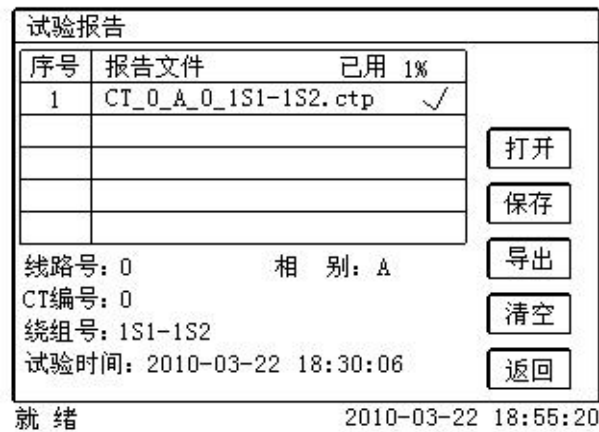 试验报告
序号 报告文件 已用 1%
1 CT_0_A_0_1S1-1S2.ctp ✓
打开
保存
线路号: 0 相 别: A
导出
CT编号: 0
清空
绕组号: 1S1-1S2
试验时间: 2010-03-22 18:30:06
返回
就 绪 2010-03-22 18:55:20